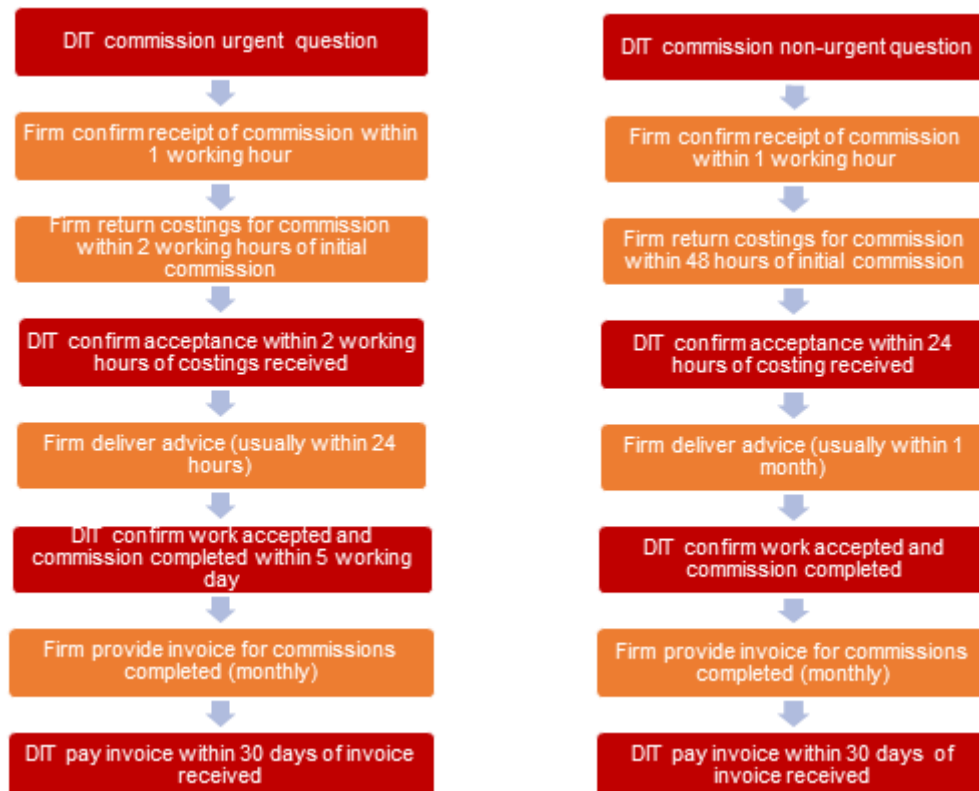 DIT commission urgent question
Firm confirm receipt of commission within
1 working hour
Firm return costings for commission
within 2 working hours of initial
commission
DIT confirm acceptance within 2 working
hours of costings received
Firm deliver advice (usually within 24
hours)
DIT confirm work accepted and
commission completed within 5 working
day
Firm provide invoice for commissions
completed (monthly)
DIT pay invoice within 30 days of invoice
received
DIT commission non-urgent question
Firm confirm receipt of commission
within 1 working hour
Firm return costings for commission
within 48 hours of initial commission
DIT confirm acceptance within 24
hours of costing received
Firm deliver advice (usually within 1
month)
DIT confirm work accepted and
commission completed
Firm provide invoice for commissions
completed (monthly)
DIT pay invoice within 30 days of
invoice received